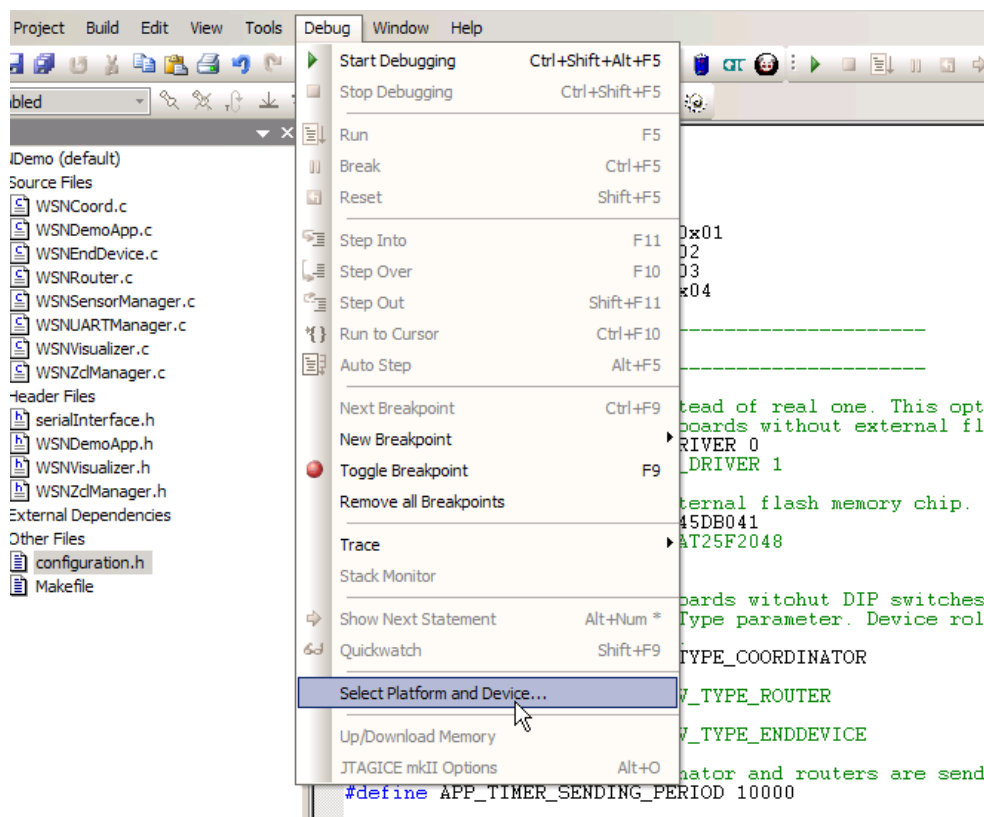 Project Build Edit View Tools Debug Window Help
Start Debugging Ctrl+Shift+Alt+F5
Stop Debugging Ctrl+Shift+F5
Run F5
Break Ctrl+F5
Reset Shift+F5
Step Into F11
Step Over F10
Step Out Shift+F11
Run to Cursor Ctrl+F10
Auto Step Alt+F5
Next Breakpoint Ctrl+F9
New Breakpoint
Toggle Breakpoint F9
Remove all Breakpoints
Trace
Stack Monitor
Show Next Statement Alt+Num *
Quickwatch Shift+F9
Select Platform and Device...
Up/Download Memory
JTAGICE mkII Options Alt+O
bled
Demo (default)
Source Files
WSNCoord.c
WSNDemoApp.c
WSNEndDevice.c
WSNRouter.c
WSNSensorManager.c
WSNUARTManager.c
WSNVisualizer.c
WSNZclManager.c
Header Files
serialInterface.h
WSNDemoApp.h
WSNVisualizer.h
WSNZclManager.h
External Dependencies
Other Files
configuration.h
Makefile
0x01
02
03
x04
---------------------
---------------------
tead of real one. This opt
boards without external fl
RIVER 0
_DRIVER 1
ternal flash memory chip.
45DB041
AT25F2048
oards witohut DIP switches
Type parameter. Device rol
TYPE_COORDINATOR
_TYPE_ROUTER
_TYPE_ENDDEVICE
nator and routers are send
#define APP_TIMER_SENDING_PERIOD 10000